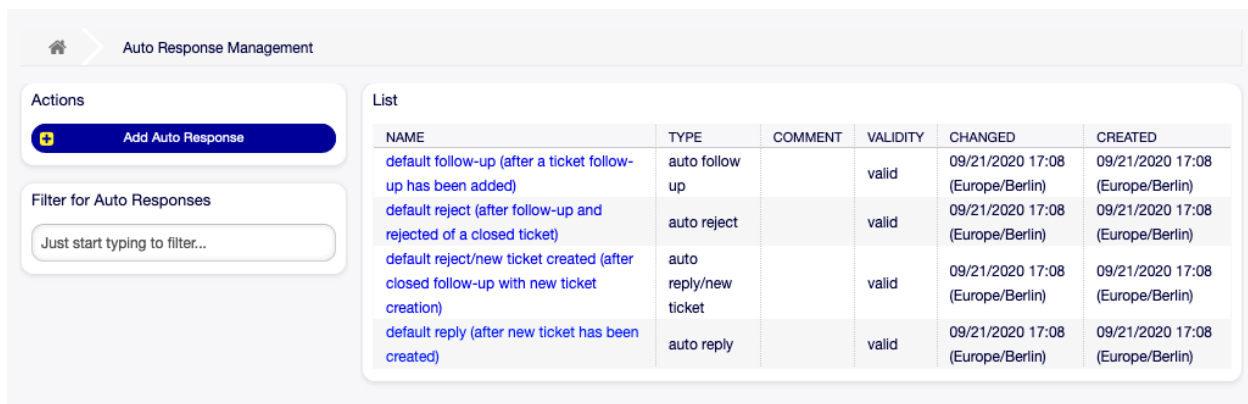 Auto Response Management
Actions
Add Auto Response
Filter for Auto Responses
Just start typing to filter...
List
NAME TYPE COMMENT VALIDITY CHANGED CREATED
default follow-up (after a ticket follow-up has been added) auto follow up valid 09/21/2020 17:08 (Europe/Berlin) 09/21/2020 17:08 (Europe/Berlin)
default reject (after follow-up and rejected of a closed ticket) auto reject valid 09/21/2020 17:08 (Europe/Berlin) 09/21/2020 17:08 (Europe/Berlin)
default reject/new ticket created (after closed follow-up with new ticket creation) auto reply/new ticket valid 09/21/2020 17:08 (Europe/Berlin) 09/21/2020 17:08 (Europe/Berlin)
default reply (after new ticket has been created) auto reply valid 09/21/2020 17:08 (Europe/Berlin) 09/21/2020 17:08 (Europe/Berlin)